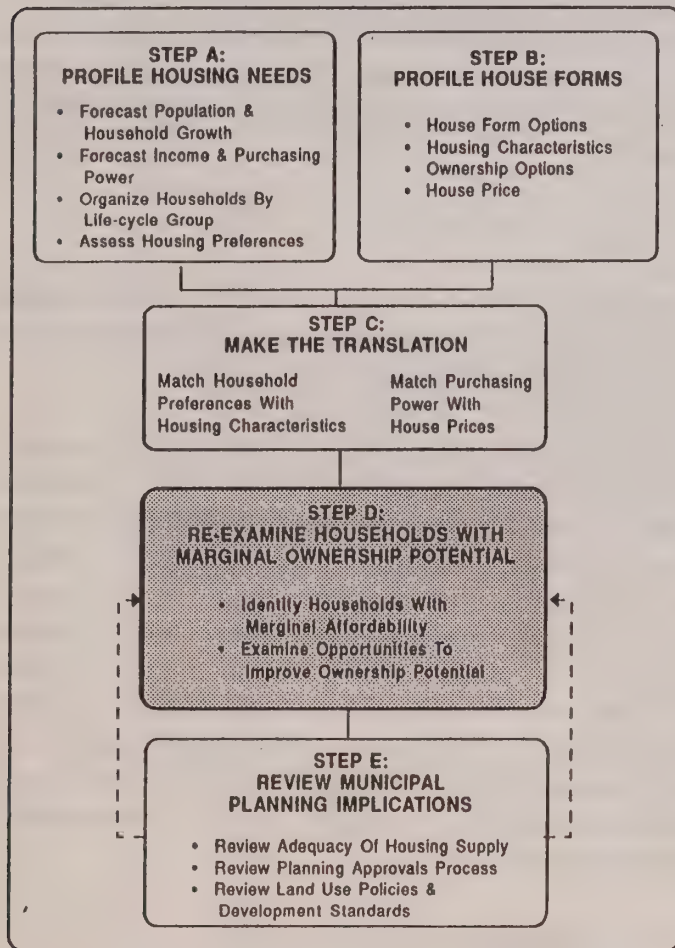 STEP A:
PROFILE HOUSING NEEDS
• Forecast Population &
Household Growth
• Forecast Income & Purchasing
Power
• Organize Households By
Life-cycle Group
• Assess Housing Preferences
STEP B:
PROFILE HOUSE FORMS
• House Form Options
• Housing Characteristics
• Ownership Options
• House Price
STEP C:
MAKE THE TRANSLATION
Match Household
Preferences With
Housing Characteristics
Match Purchasing
Power With
House Prices
STEP D:
RE-EXAMINE HOUSEHOLDS WITH
MARGINAL OWNERSHIP POTENTIAL
• Identify Households With
Marginal Affordability
• Examine Opportunities To
Improve Ownership Potential
STEP E:
REVIEW MUNICIPAL
PLANNING IMPLICATIONS
• Review Adequacy Of Housing Supply
• Review Planning Approvals Process
• Review Land Use Policies &
Development Standards